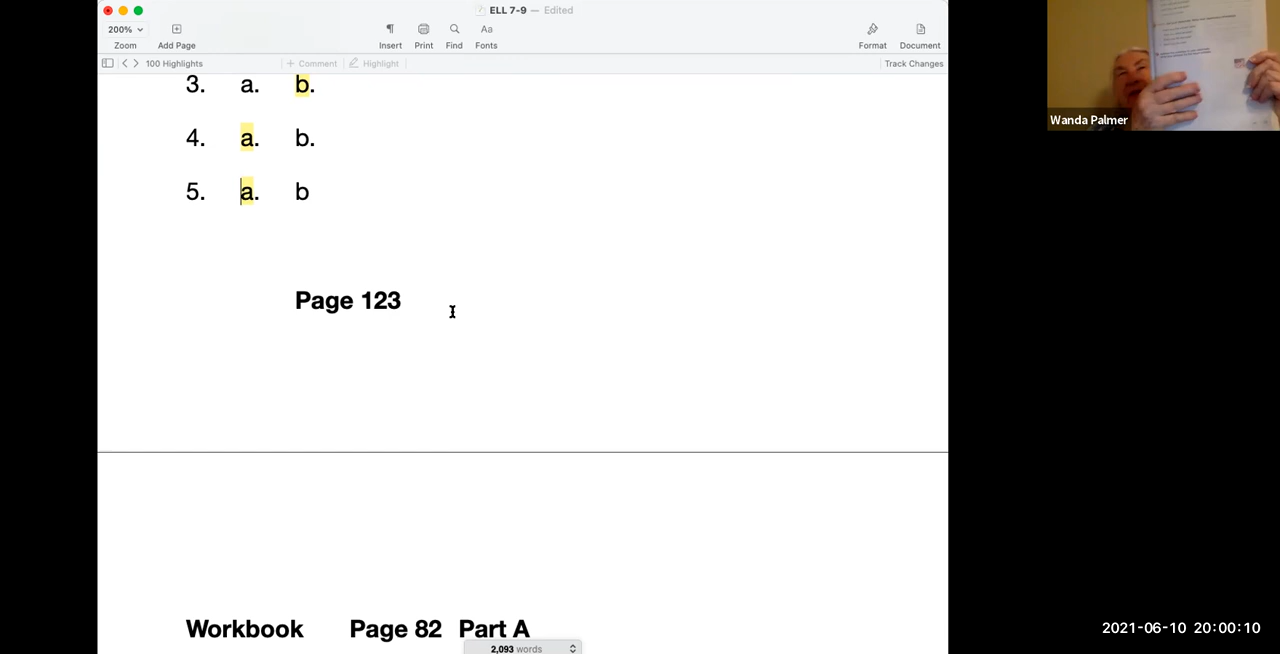 ELL 7-9 — Edited
200%
Zoom
Add Page
Insert
Print
Find
Aa
Fonts
Format
Document
100 Highlights
+ Comment
Highlight
Track Changes
3. a. b.
4. a. b.
5. a. b
Page 123
Workbook Page 82 Part A
2,093 words
Wanda Palmer
2021-06-10 20:00:10